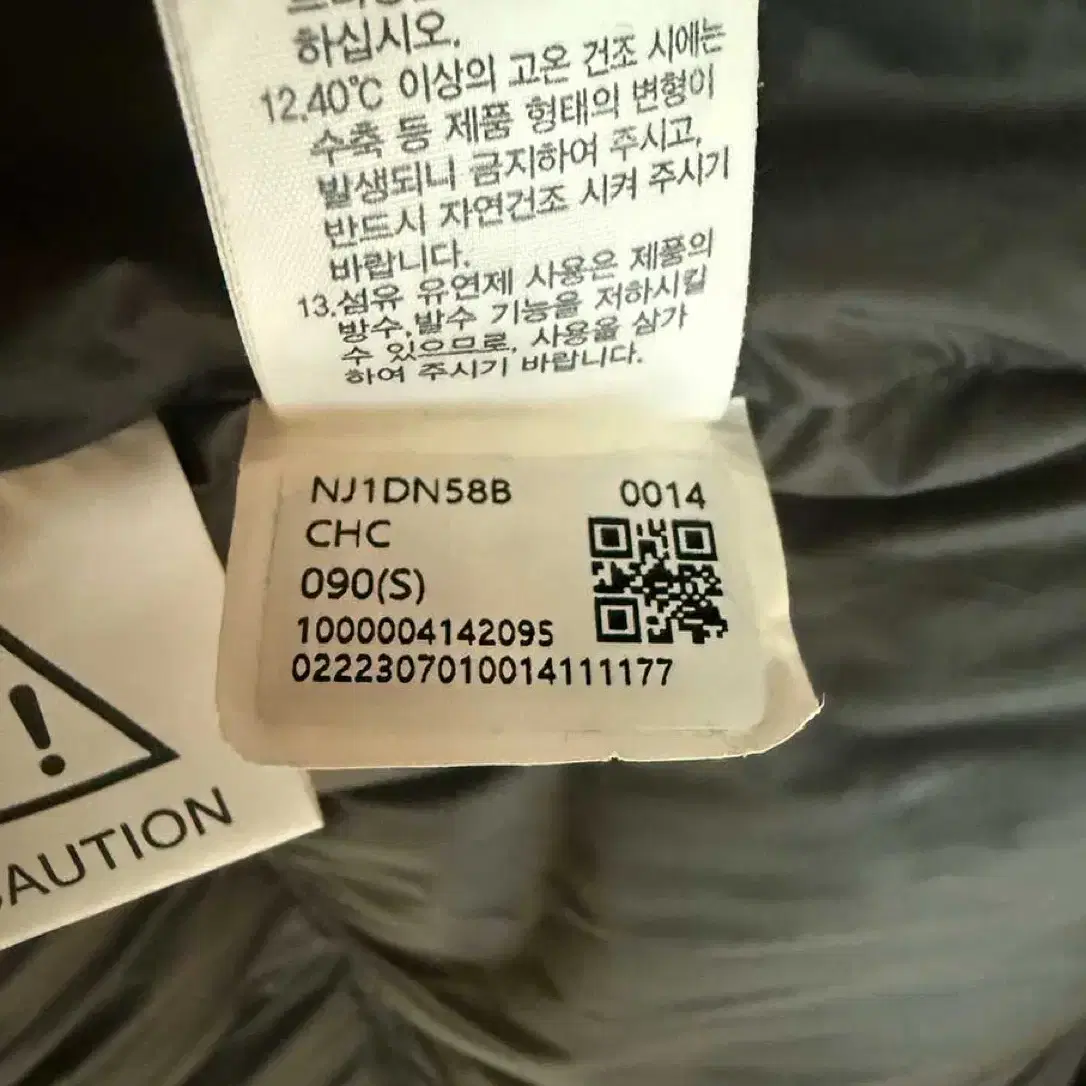 하십시오.
12.40℃ 이상의 고온 건조 시에는
수축 등 제품 형태의 변형이
발생되니 금지하여 주시고,
반드시 자연건조 시켜 주시기
바랍니다.
13.섬유 유연제 사용은 제품의
방수,발수 기능을 저하시킬
수 있으므로, 사용을 삼가
하여 주시기 바랍니다.
NJ1DN58B 0014
CHC
090(S)
1000004142095
0222307010014111177
!
CAUTION